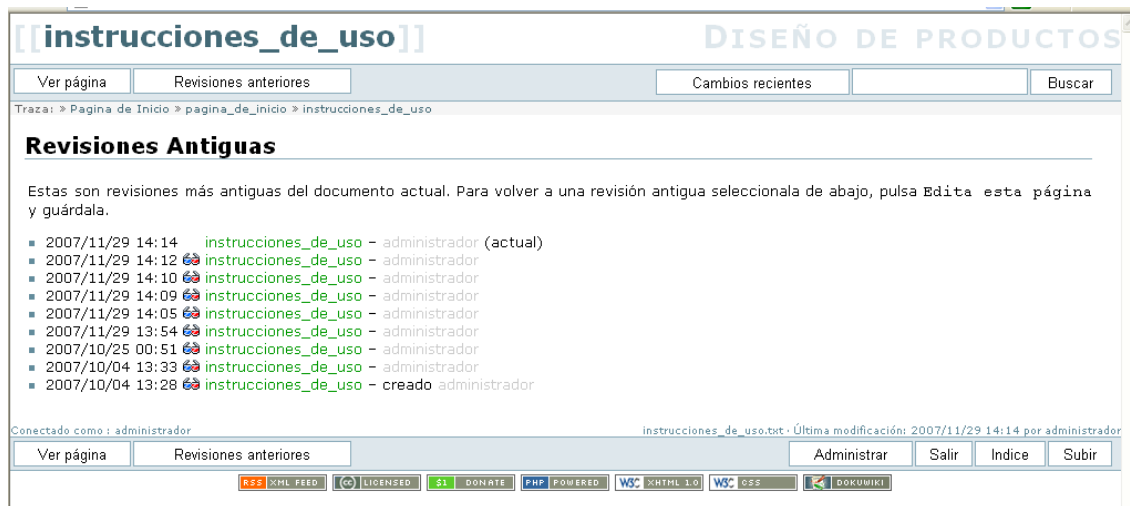 [[instrucciones_de_uso]] DISEÑO DE PRODUCTOS
Ver página Revisiones anteriores Cambios recientes Buscar
Traza: » Pagina de Inicio » pagina_de_inicio » instrucciones_de_uso
Revisiones Antiguas
Estas son revisiones más antiguas del documento actual. Para volver a una revisión antigua seleccionala de abajo, pulsa Edita esta página
y guárdala.
2007/11/29 14:14 instrucciones_de_uso – administrador (actual)
2007/11/29 14:12 instrucciones_de_uso – administrador
2007/11/29 14:10 instrucciones_de_uso – administrador
2007/11/29 14:09 instrucciones_de_uso – administrador
2007/11/29 14:05 instrucciones_de_uso – administrador
2007/11/29 13:54 instrucciones_de_uso – administrador
2007/10/25 00:51 instrucciones_de_uso – administrador
2007/10/04 13:33 instrucciones_de_uso – administrador
2007/10/04 13:28 instrucciones_de_uso – creado administrador
Conectado como : administrador instrucciones_de_uso.txt · Última modificación: 2007/11/29 14:14 por administrador
Ver página Revisiones anteriores Administrar Salir Indice Subir
RSS XML FEED (cc) LICENSED $1 DONATE PHP POWERED W3C XHTML 1.0 W3C CSS DOKUWIKI